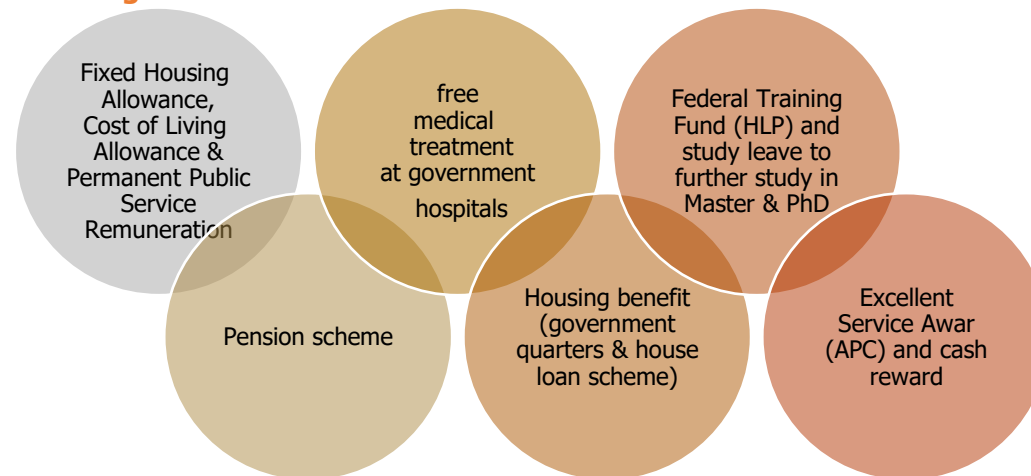 Fixed Housing
Allowance,
Cost of Living
Allowance &
Permanent Public
Service
Remuneration
free
medical
treatment
at government
hospitals
Federal Training
Fund (HLP) and
study leave to
further study in
Master & PhD
Pension scheme
Housing benefit
(government
quarters & house
loan scheme)
Excellent
Service Awar
(APC) and cash
reward